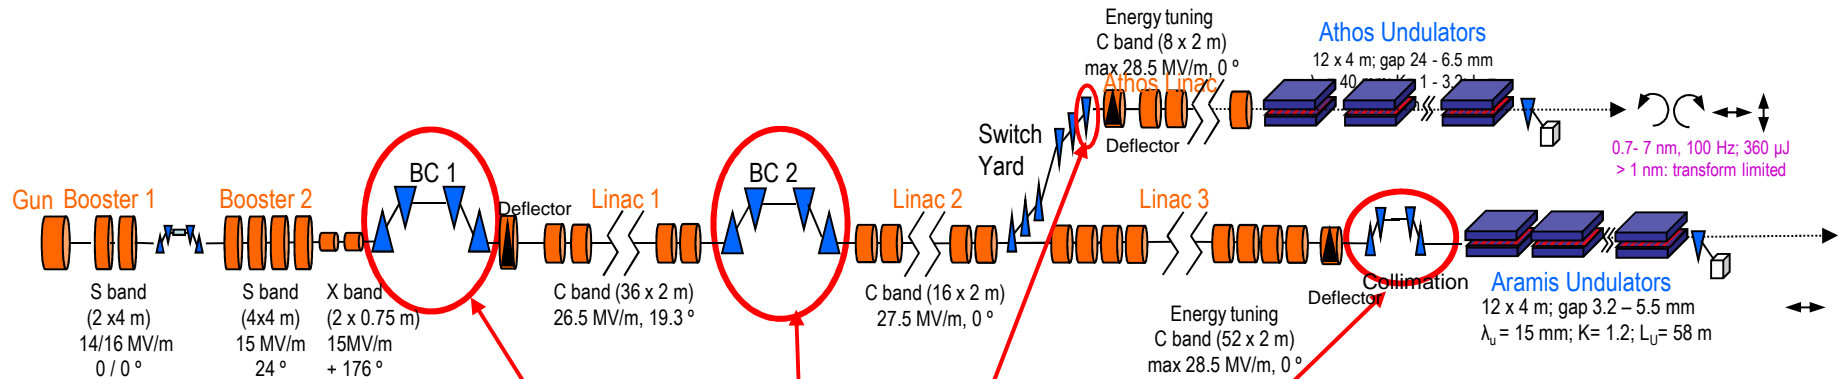 Energy tuning
C band (8 x 2 m)
max 28.5 MV/m, 0 º
Athos Linac
Deflector
Athos Undulators
12 x 4 m; gap 24 - 6.5 mm
40 mm K 1 - 3.2
Switch
Yard
0.7- 7 nm, 100 Hz; 360 µJ
> 1 nm: transform limited
Gun
Booster 1
Booster 2
BC 1
Deflector
Linac 1
BC 2
Linac 2
Linac 3
S band
(2 x4 m)
14/16 MV/m
0 / 0 º
S band
(4x4 m)
15 MV/m
24 º
X band
(2 x 0.75 m)
15MV/m
+ 176 º
C band (36 x 2 m)
26.5 MV/m, 19.3 º
C band (16 x 2 m)
27.5 MV/m, 0 º
Energy tuning
C band (52 x 2 m)
max 28.5 MV/m, 0 º
Deflector
Collimation
Aramis Undulators
12 x 4 m; gap 3.2 – 5.5 mm
λu = 15 mm; K= 1.2; LU= 58 m